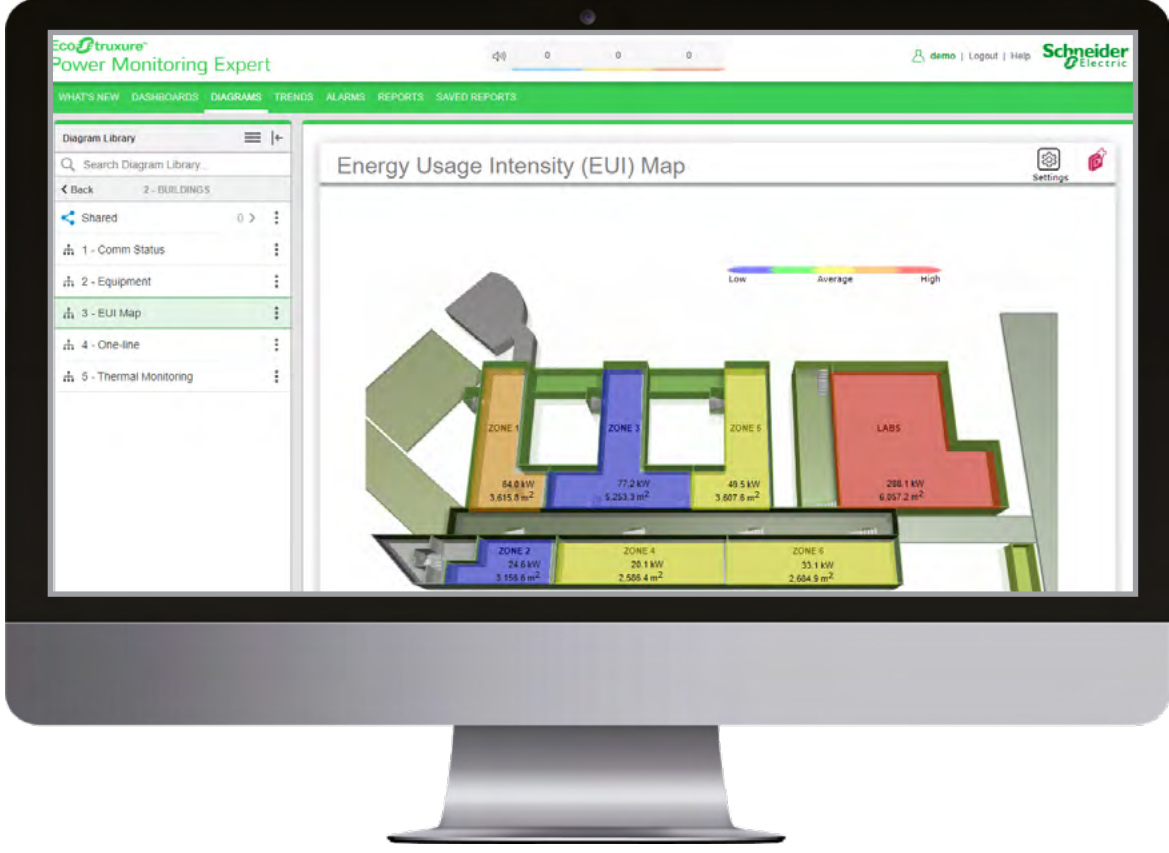 EcoStruxure
Power Monitoring Expert
0 0 0
demo | Logout | Help
Schneider
Electric
WHAT'S NEW DASHBOARDS DIAGRAMS TRENDS ALARMS REPORTS SAVED REPORTS
Diagram Library
Search Diagram Library...
Back 2 - BUILDINGS
Shared 0
1 - Comm Status
2 - Equipment
3 - EUI Map
4 - One-line
5 - Thermal Monitoring
Energy Usage Intensity (EUI) Map
Settings
Low Average High
ZONE 1
64.0 kW
3,615.8 m²
ZONE 3
77.2 kW
5,253.3 m²
ZONE 5
49.5 kW
3,607.6 m²
LABS
6,057.2 m²
ZONE 2
24.6 kW
3,156.6 m²
ZONE 4
20.1 kW
2,586.4 m²
ZONE 6
33.1 kW
2,684.9 m²